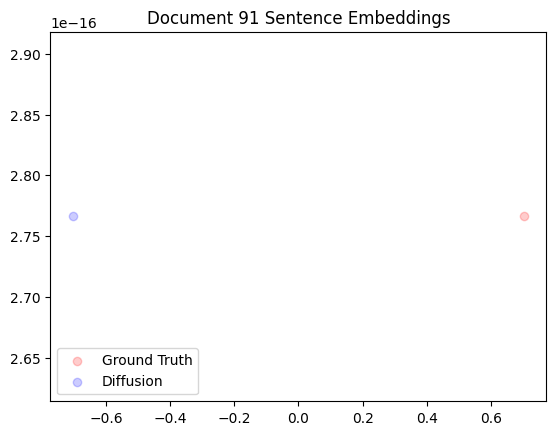 Document 91 Sentence Embeddings
1e−16
2.90
2.85
2.80
2.75
2.70
2.65
Ground Truth
Diffusion
−0.6 −0.4 −0.2 0.0 0.2 0.4 0.6